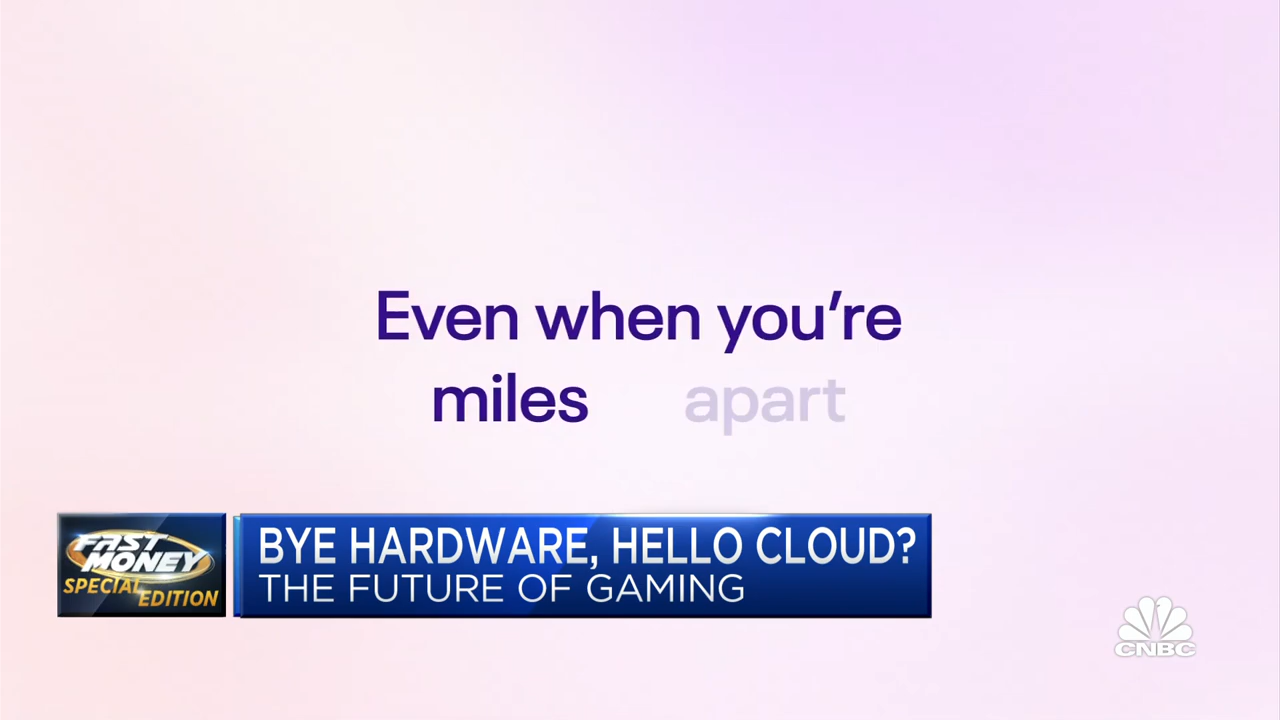 Even when you’re
miles apart
FAST
MONEY
SPECIAL
EDITION
BYE HARDWARE, HELLO CLOUD?
THE FUTURE OF GAMING
CNBC